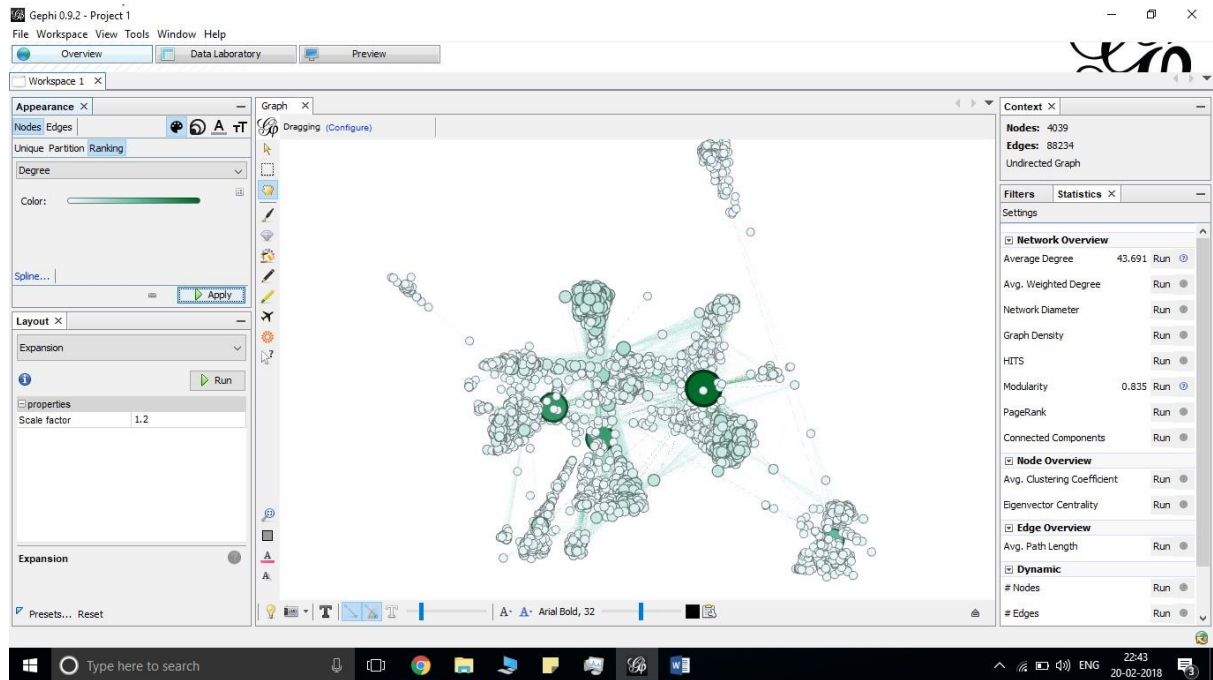 Gephi 0.9.2 - Project 1
File Workspace View Tools Window Help
Overview Data Laboratory Preview
Workspace 1
Appearance
Nodes Edges
Unique Partition Ranking
Degree
Color:
Spline...
Apply
Layout
Expansion
Run
properties
Scale factor 1.2
Expansion
Presets... Reset
Graph
Dragging (Configure)
A- A- Arial Bold, 32
Context
Nodes: 4039
Edges: 88234
Undirected Graph
Filters Statistics
Settings
Network Overview
Average Degree 43.691 Run
Avg. Weighted Degree Run
Network Diameter Run
Graph Density Run
HITS Run
Modularity 0.835 Run
PageRank Run
Connected Components Run
Node Overview
Avg. Clustering Coefficient Run
Eigenvector Centrality Run
Edge Overview
Avg. Path Length Run
Dynamic
# Nodes Run
# Edges Run
Type here to search
ENG
22:43
20-02-2018
3